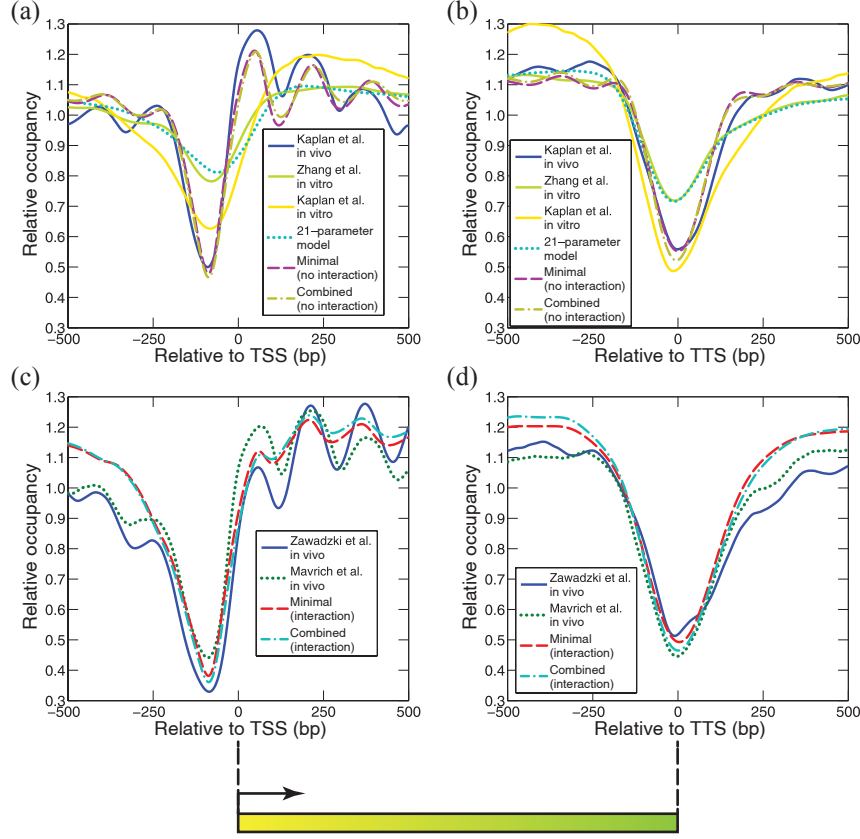 (a)
1.3
1.2
1.1
1.0
0.9
0.8
0.7
0.6
0.5
0.4
0.3
Relative occupancy
Kaplan et al.
in vivo
Zhang et al.
in vitro
Kaplan et al.
in vitro
21–parameter
model
Minimal
(no interaction)
Combined
(no interaction)
−500
−250
0
250
500
Relative to TSS (bp)
(b)
1.3
1.2
1.1
1.0
0.9
0.8
0.7
0.6
0.5
0.4
0.3
Relative occupancy
Kaplan et al.
in vivo
Zhang et al.
in vitro
Kaplan et al.
in vitro
21–parameter
model
Minimal
(no interaction)
Combined
(no interaction)
−500
−250
0
250
500
Relative to TTS (bp)
(c)
1.3
1.2
1.1
1.0
0.9
0.8
0.7
0.6
0.5
0.4
0.3
Relative occupancy
Zawadzki et al.
in vivo
Mavrich et al.
in vivo
Minimal
(interaction)
Combined
(interaction)
−500
−250
0
250
500
Relative to TSS (bp)
(d)
1.3
1.2
1.1
1.0
0.9
0.8
0.7
0.6
0.5
0.4
0.3
Relative occupancy
Zawadzki et al.
in vivo
Mavrich et al.
in vivo
Minimal
(interaction)
Combined
(interaction)
−500
−250
0
250
500
Relative to TTS (bp)